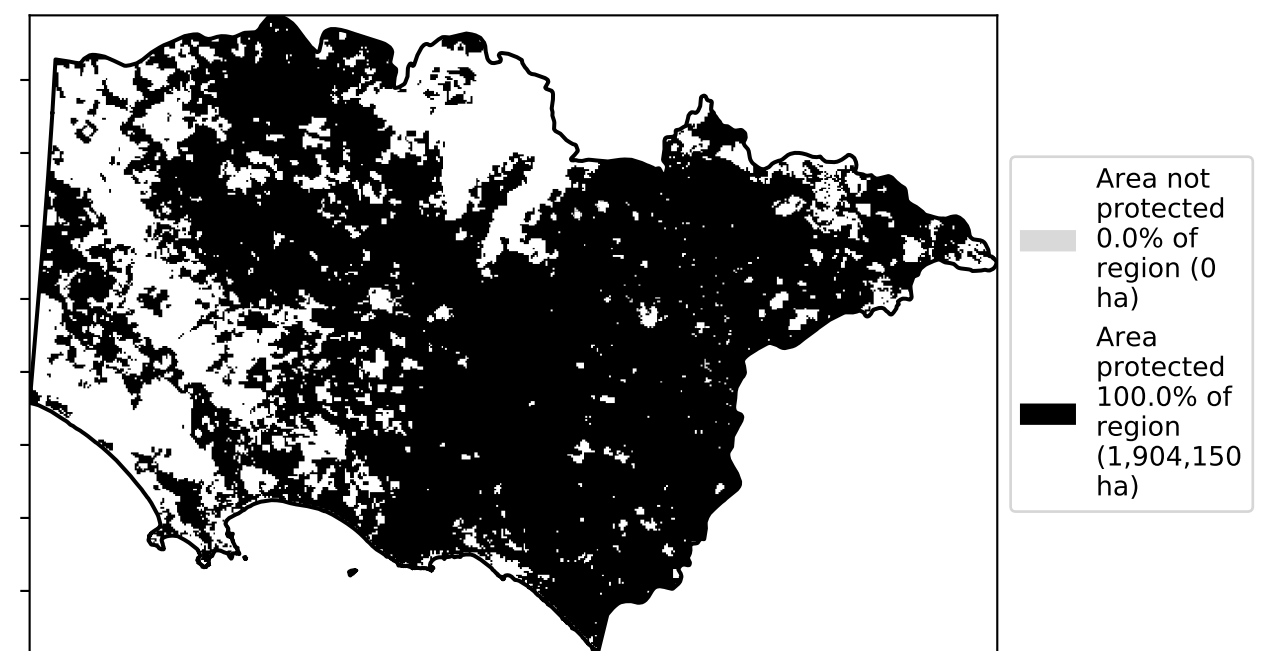 Area not
protected
0.0% of
region (0
ha)
Area
protected
100.0% of
region
(1,904,150
ha)